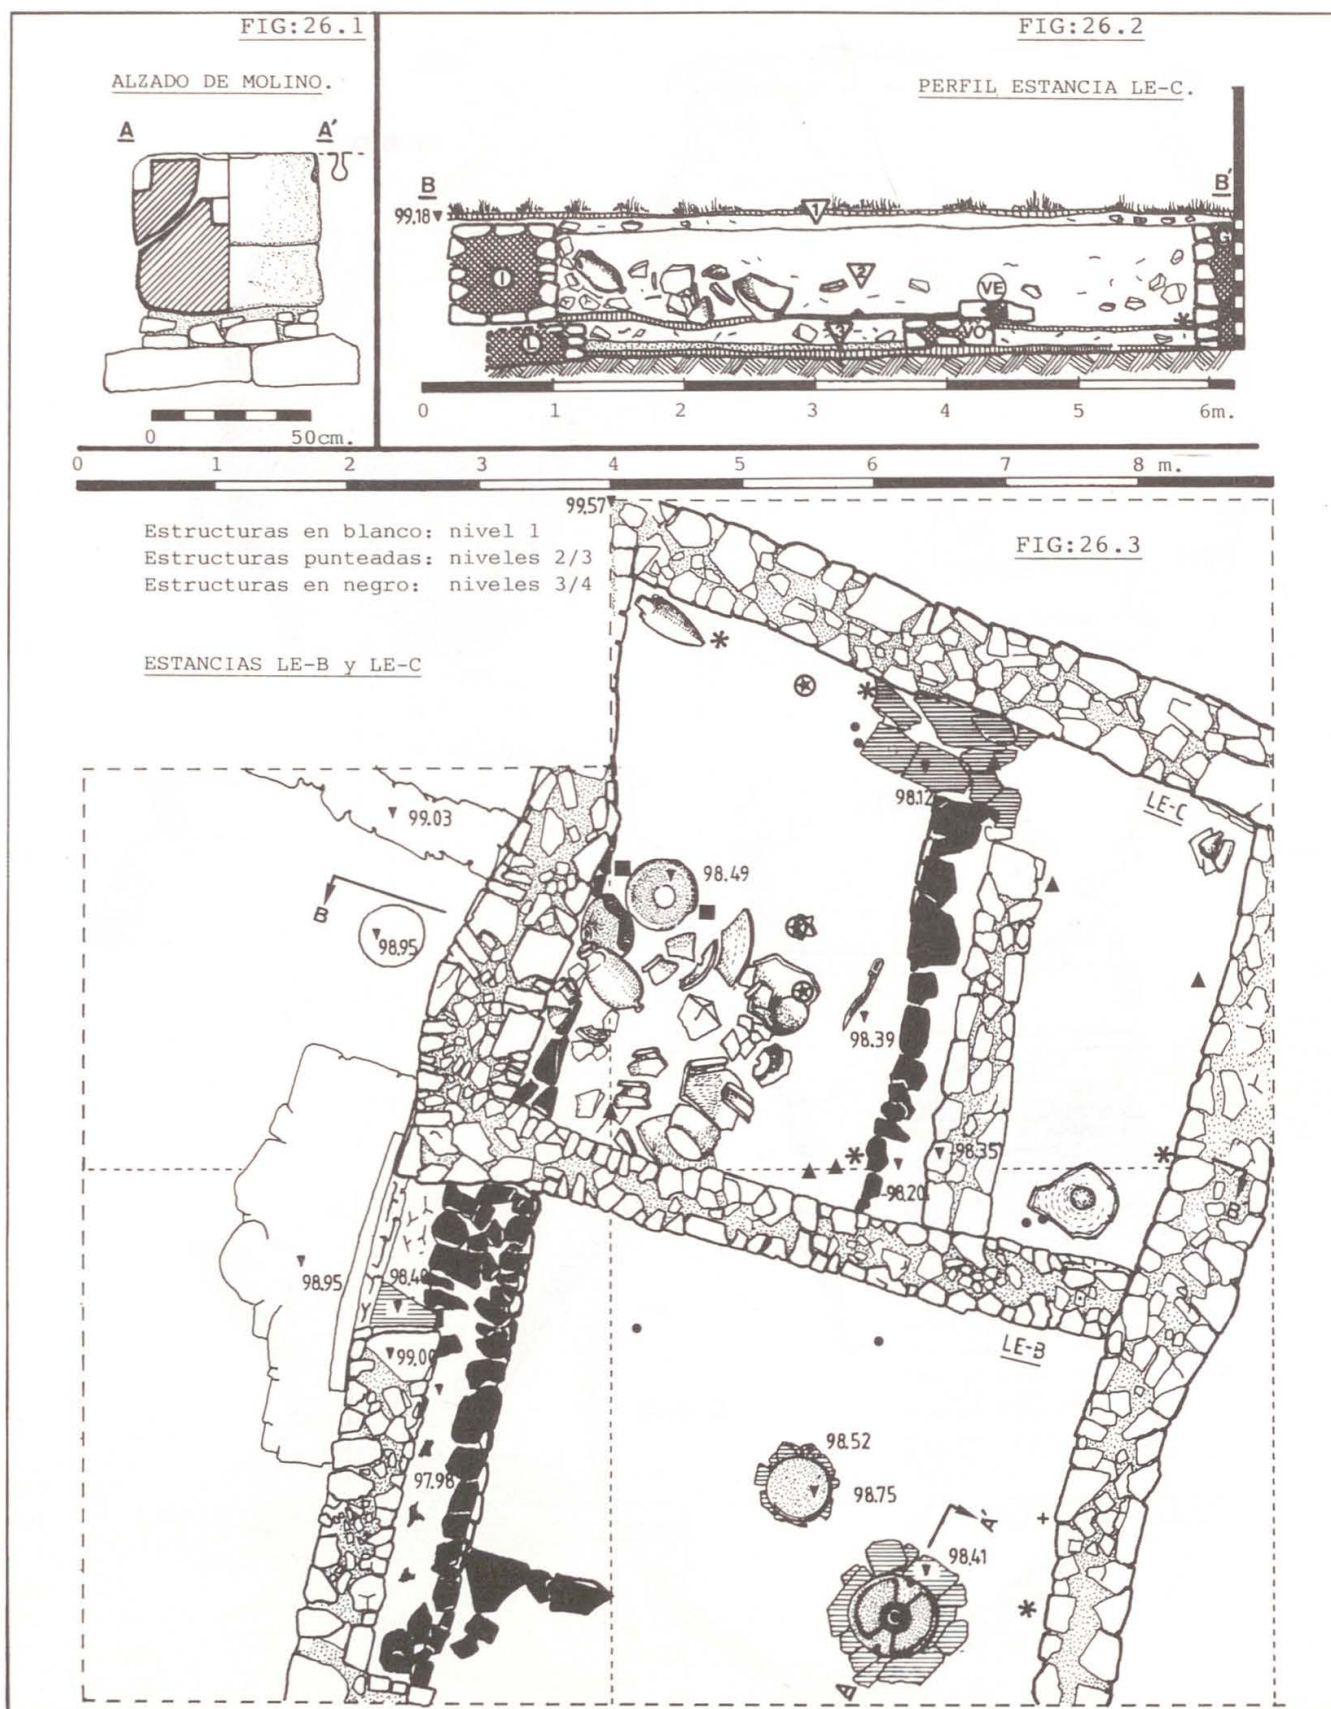 FIG:26.1
ALZADO DE MOLINO.
A A'
0 50cm.
FIG:26.2
PERFIL ESTANCIA LE-C.
B B'
99,18
1
I
2
VE
G
3
VO
L
0 1 2 3 4 5 6m.
0 1 2 3 4 5 6 7 8 m.
99,57
Estructuras en blanco: nivel 1
Estructuras punteadas: niveles 2/3
Estructuras en negro: niveles 3/4
FIG:26.3
ESTANCIAS LE-B y LE-C
98.12
LE-C
99.03
98.49
B
98.95
98.39
98.35
98.20
B'
98.95
98.40
LE-B
99.00
98.52
97.98
98.75
A'
98.41
C